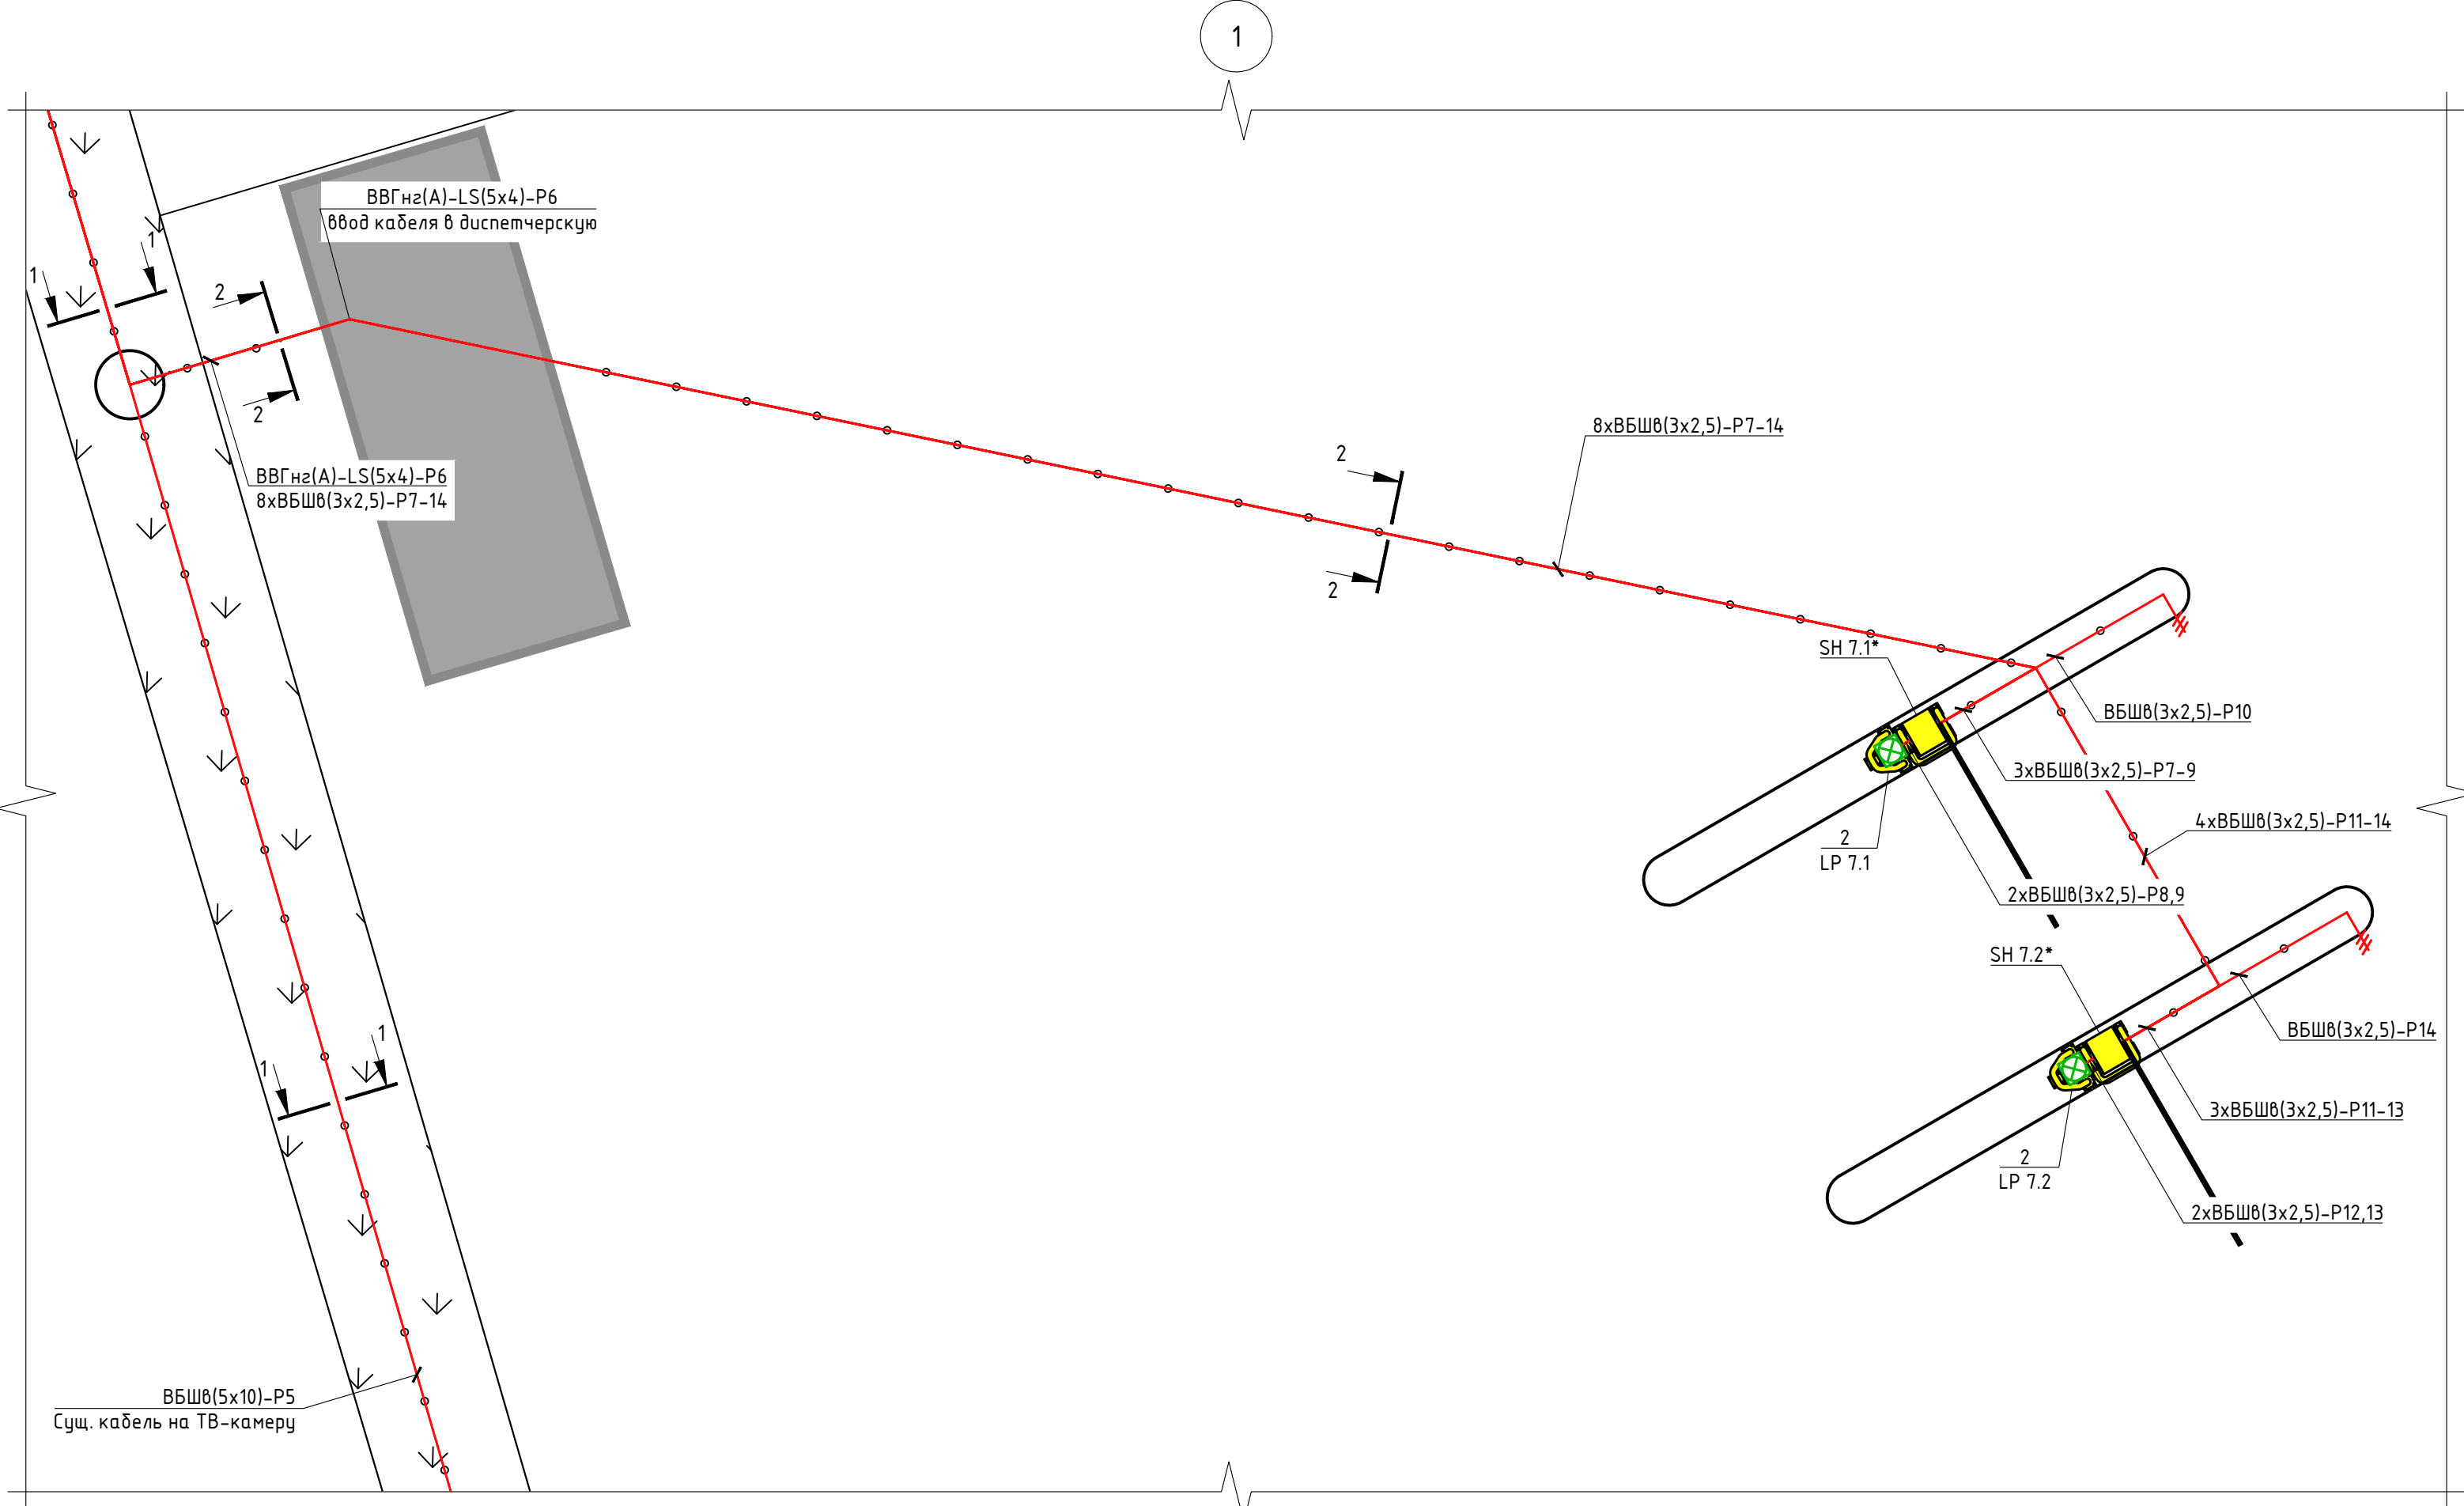 1
ВВГнг(А)-LS(5х4)-Р6
ввод кабеля в диспетчерскую
1
1
2
2
ВВГнг(А)-LS(5х4)-Р6
8хВБШв(3х2,5)-Р7-14
8хВБШв(3х2,5)-Р7-14
2
2
SH 7.1*
ВБШв(3х2,5)-Р10
3хВБШв(3х2,5)-Р7-9
4хВБШв(3х2,5)-Р11-14
2
LP 7.1
2хВБШв(3х2,5)-Р8,9
SH 7.2*
ВБШв(3х2,5)-Р14
1
1
3хВБШв(3х2,5)-Р11-13
2
LP 7.2
2хВБШв(3х2,5)-Р12,13
ВБШв(5х10)-Р5
Сущ. кабель на ТВ-камеру